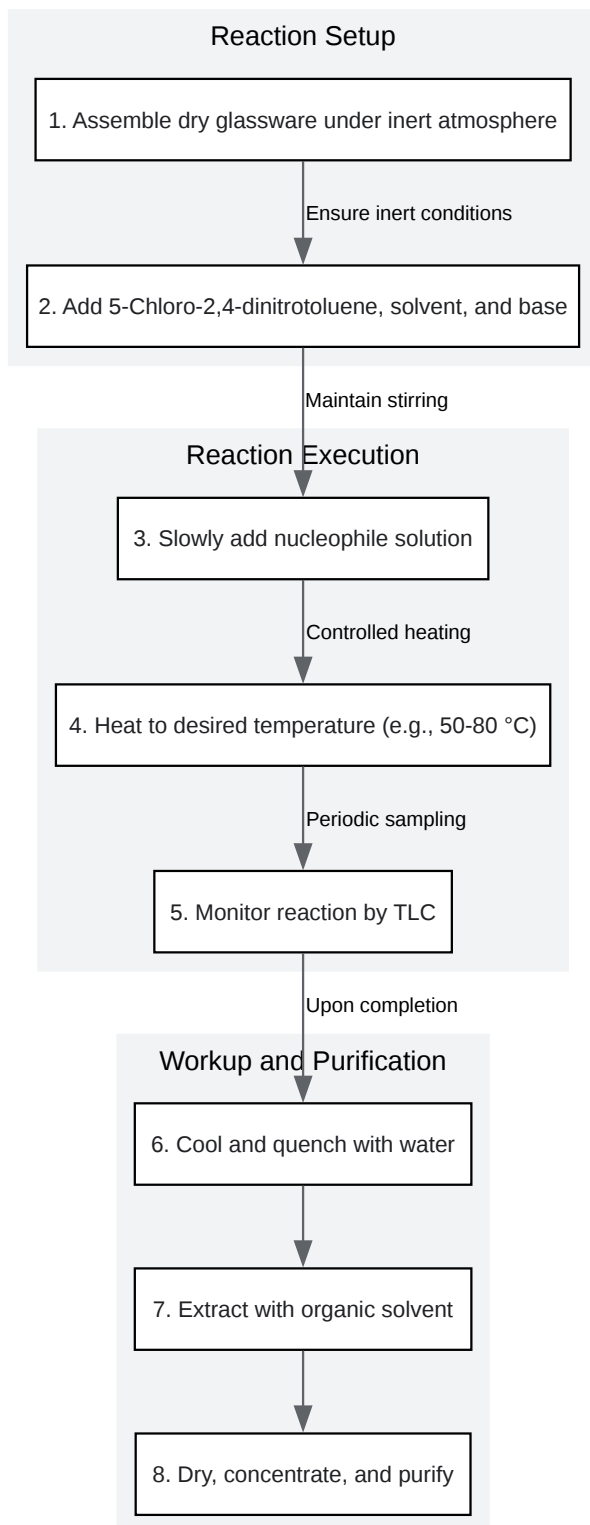 Reaction Setup
1. Assemble dry glassware under inert atmosphere
Ensure inert conditions
2. Add 5-Chloro-2,4-dinitrotoluene, solvent, and base
Maintain stirring
Reaction Execution
3. Slowly add nucleophile solution
Controlled heating
4. Heat to desired temperature (e.g., 50-80 °C)
Periodic sampling
5. Monitor reaction by TLC
Upon completion
Workup and Purification
6. Cool and quench with water
7. Extract with organic solvent
8. Dry, concentrate, and purify